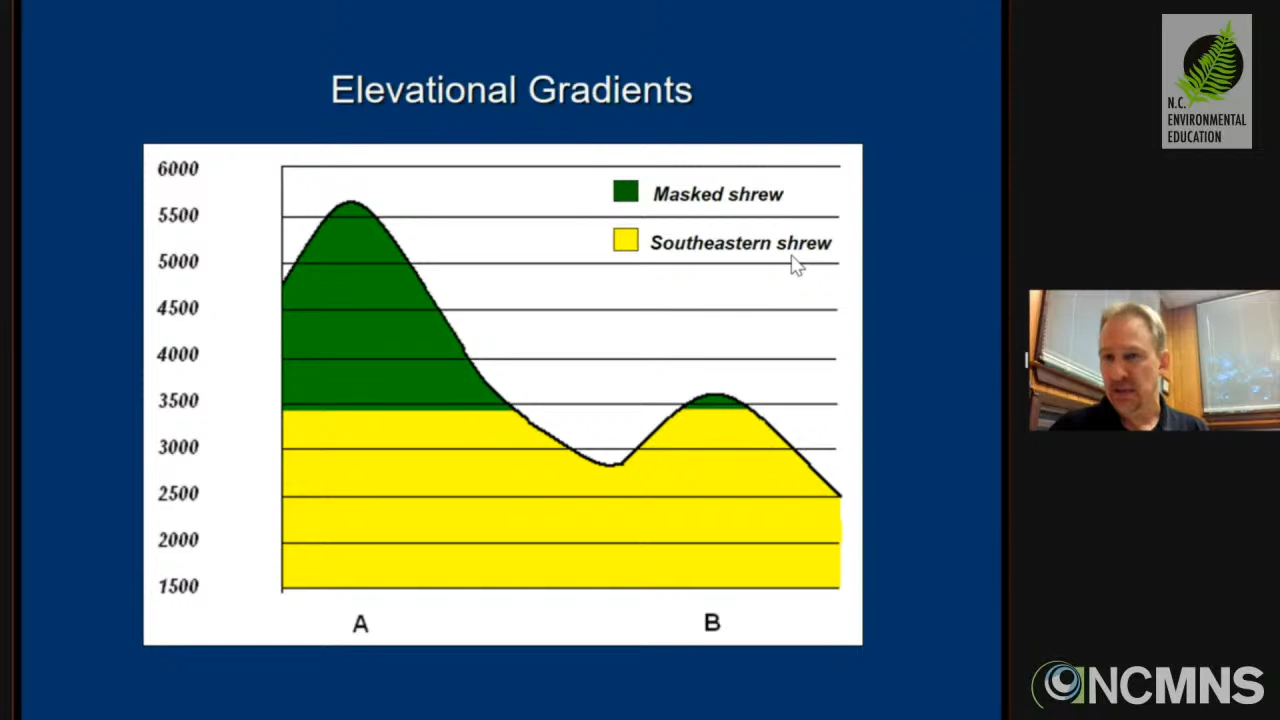 Elevational Gradients
6000
5500
5000
4500
4000
3500
3000
2500
2000
1500
Masked shrew
Southeastern shrew
A
B
N.C.
ENVIRONMENTAL
EDUCATION
NCMNS